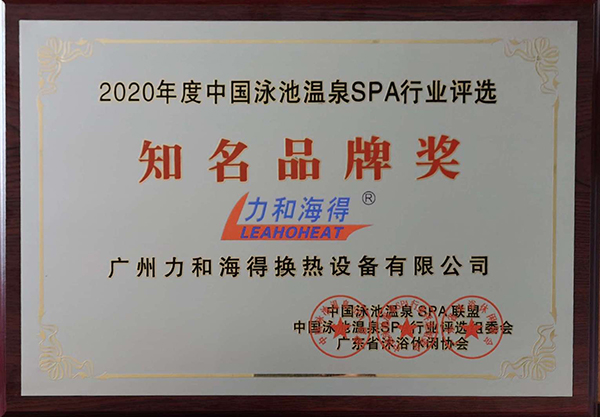 2020年度中国泳池温泉SPA行业评选
知名品牌奖
力和海得®
LEAHOHEAT
广州力和海得换热设备有限公司
中国泳池温泉 SPA 联盟
中国泳池温泉SPA行业评选组委会
广东省沐浴休闲协会